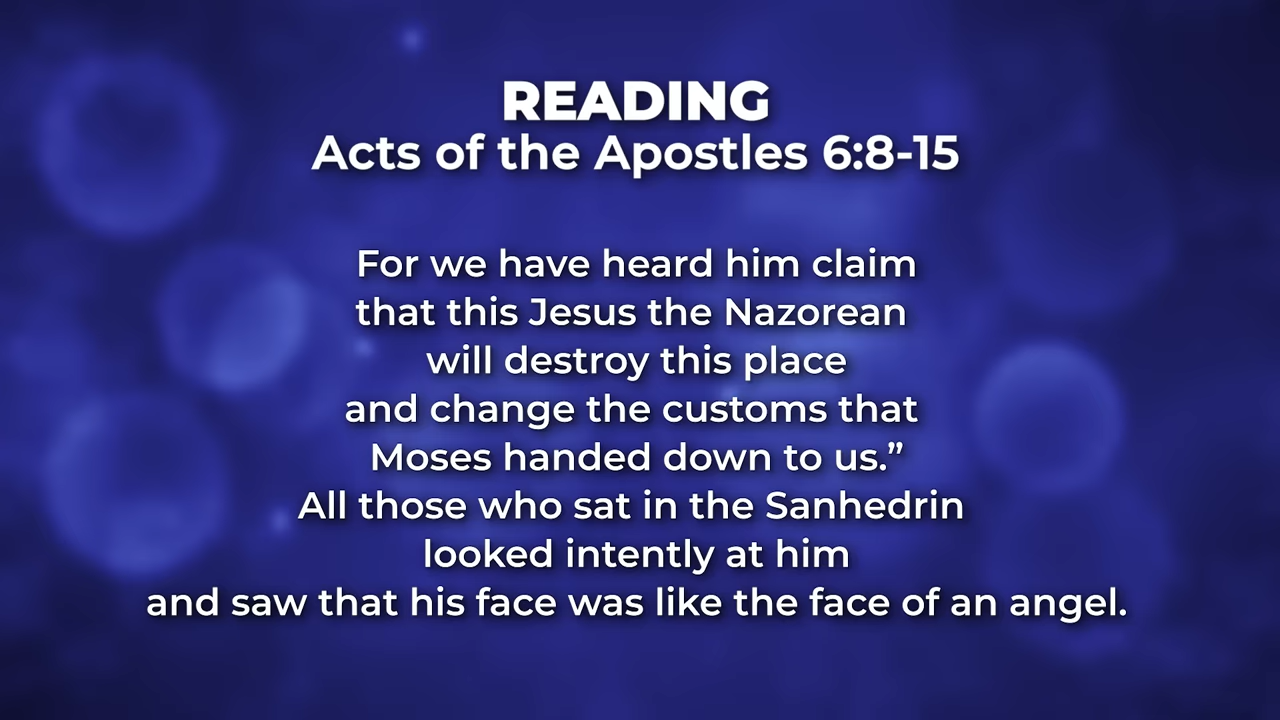 READING
Acts of the Apostles 6:8-15
For we have heard him claim
that this Jesus the Nazorean
will destroy this place
and change the customs that
Moses handed down to us.”
All those who sat in the Sanhedrin
looked intently at him
and saw that his face was like the face of an angel.